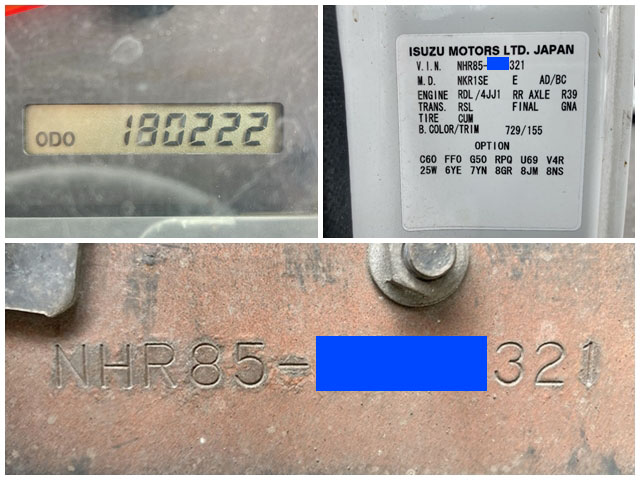 ODO 180222
ISUZU MOTORS LTD. JAPAN
V.I.N. NHR85- 321
M.D. NKR1SE E AD/BC
ENGINE RDL/4JJ1 RR AXLE R39
TRANS. RSL FINAL GNA
TIRE CUM
B.COLOR/TRIM 729/155
OPTION
C60 FF0 G50 RPQ U69 V4R
25W 6YE 7YN 8GR 8JM 8NS
NHR85- 321